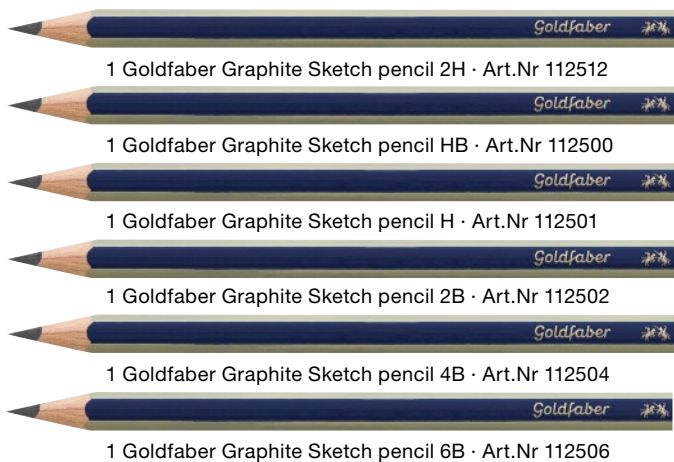 Goldfaber
1 Goldfaber Graphite Sketch pencil 2H · Art.Nr 112512
Goldfaber
1 Goldfaber Graphite Sketch pencil HB · Art.Nr 112500
Goldfaber
1 Goldfaber Graphite Sketch pencil H · Art.Nr 112501
Goldfaber
1 Goldfaber Graphite Sketch pencil 2B · Art.Nr 112502
Goldfaber
1 Goldfaber Graphite Sketch pencil 4B · Art.Nr 112504
Goldfaber
1 Goldfaber Graphite Sketch pencil 6B · Art.Nr 112506